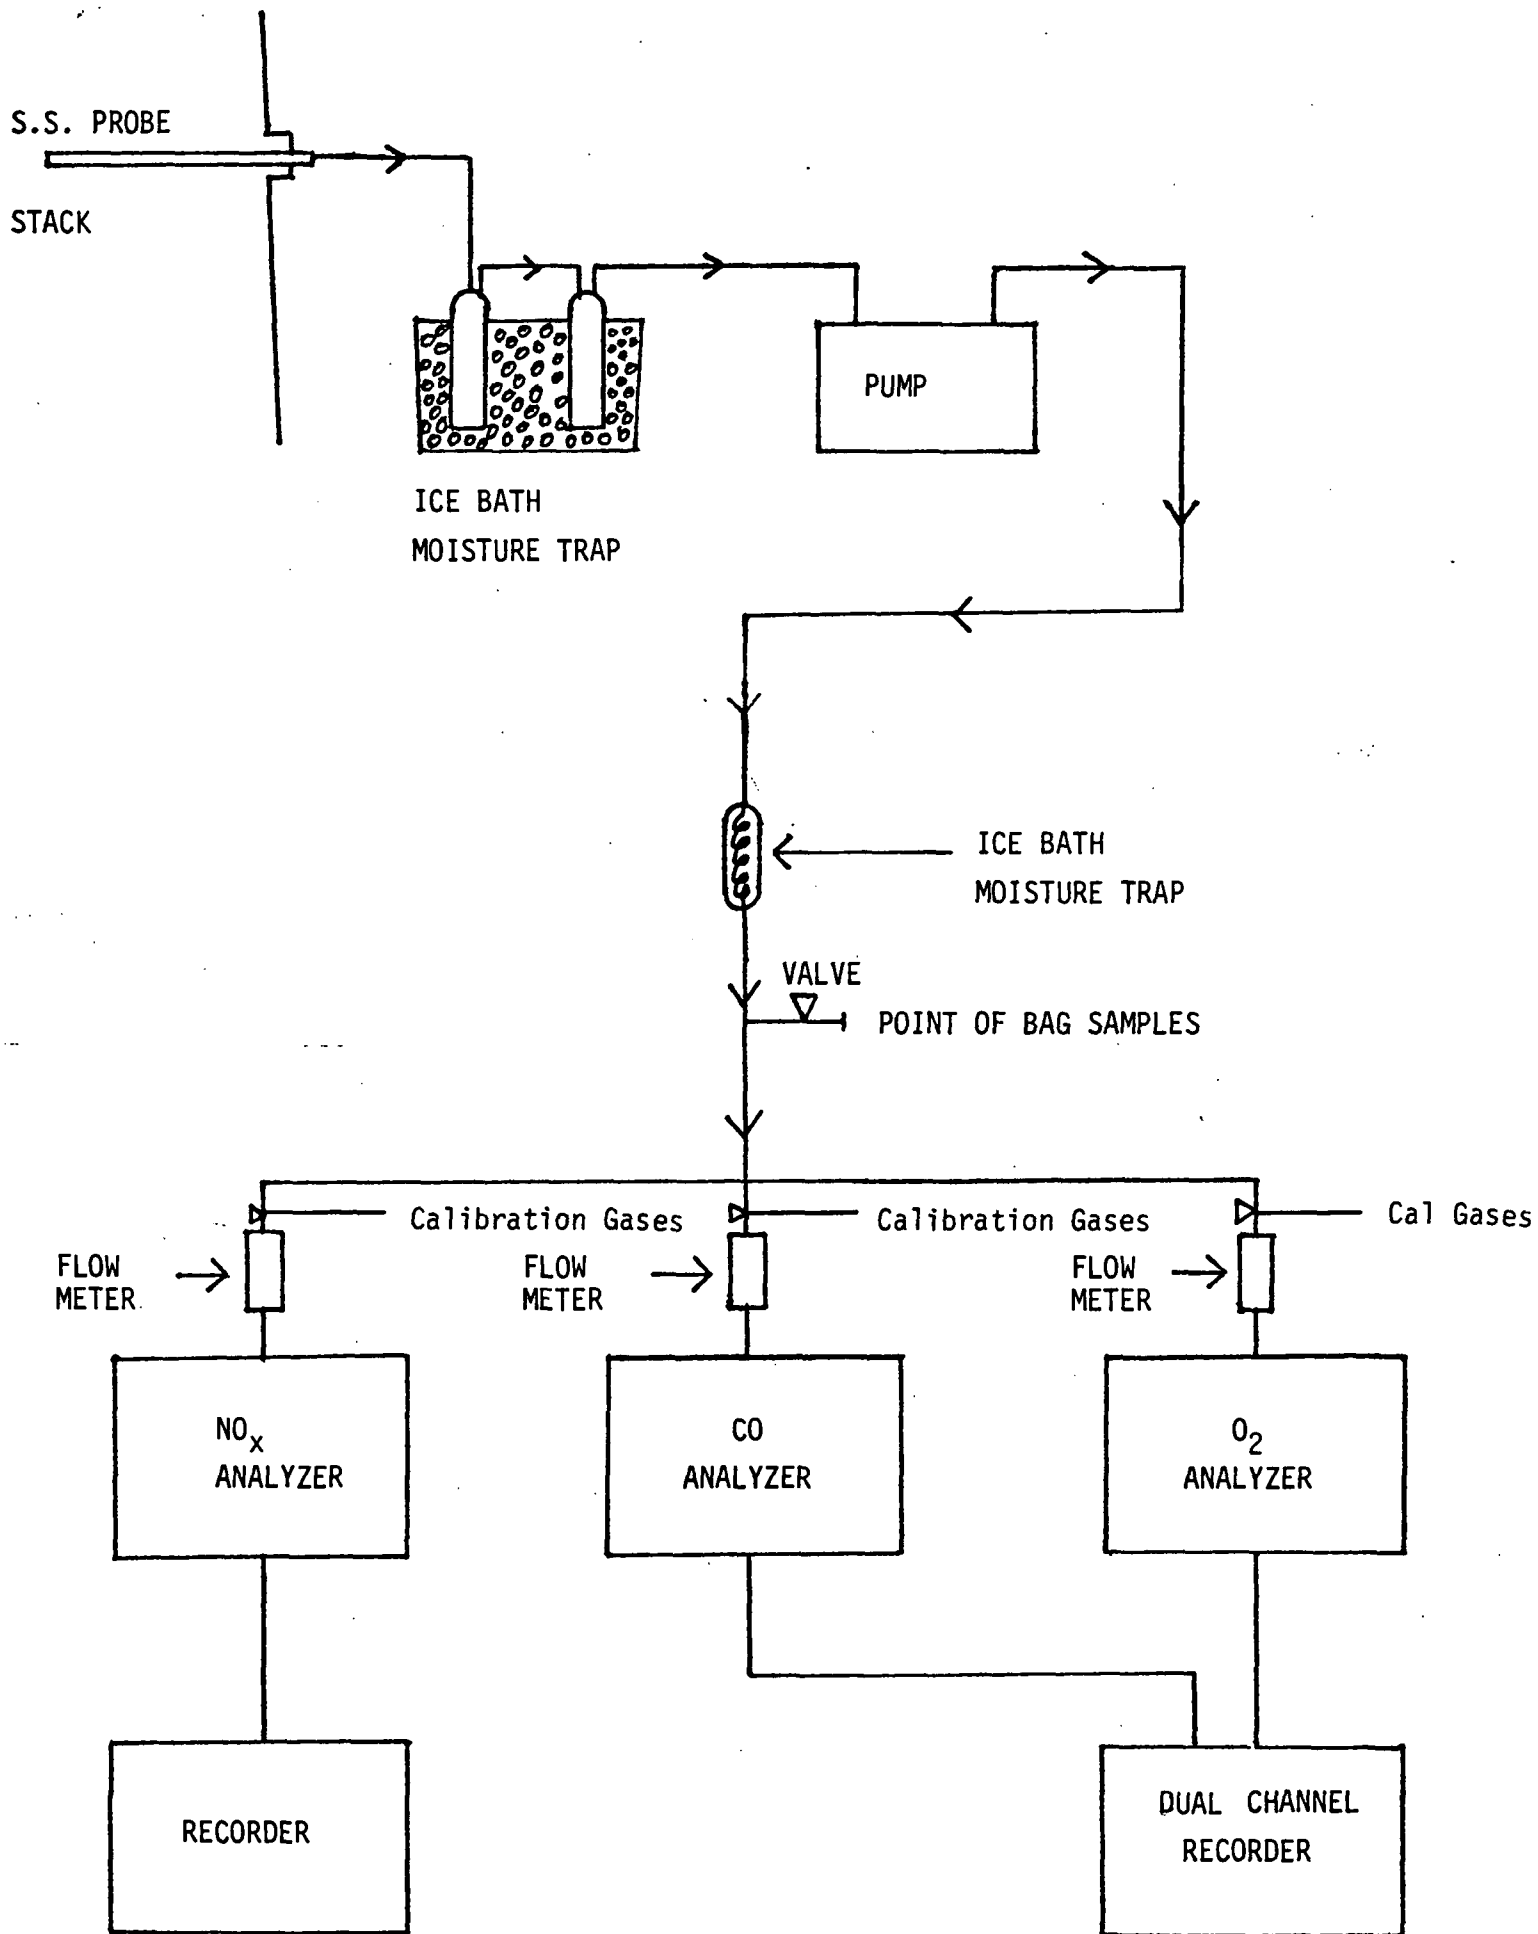 S.S. PROBE
STACK
ICE BATH
MOISTURE TRAP
PUMP
ICE BATH
MOISTURE TRAP
VALVE
POINT OF BAG SAMPLES
Calibration Gases
Calibration Gases
Cal Gases
FLOW
METER
FLOW
METER
FLOW
METER
NOx
ANALYZER
CO
ANALYZER
O2
ANALYZER
RECORDER
DUAL CHANNEL
RECORDER